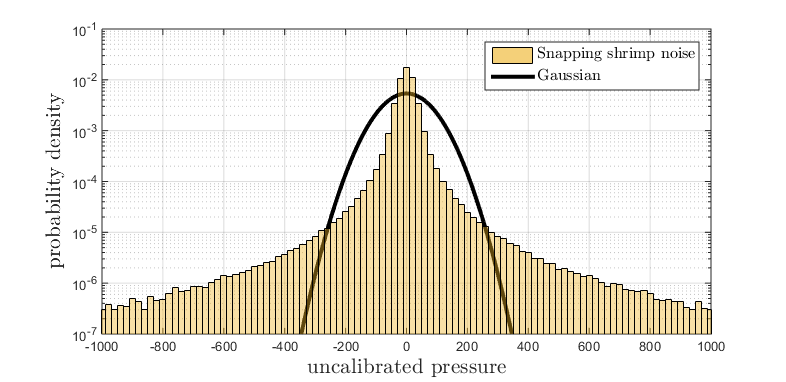 Snapping shrimp noise
Gaussian
probability density
10^-1
10^-2
10^-3
10^-4
10^-5
10^-6
10^-7
-1000 -800 -600 -400 -200 0 200 400 600 800 1000
uncalibrated pressure